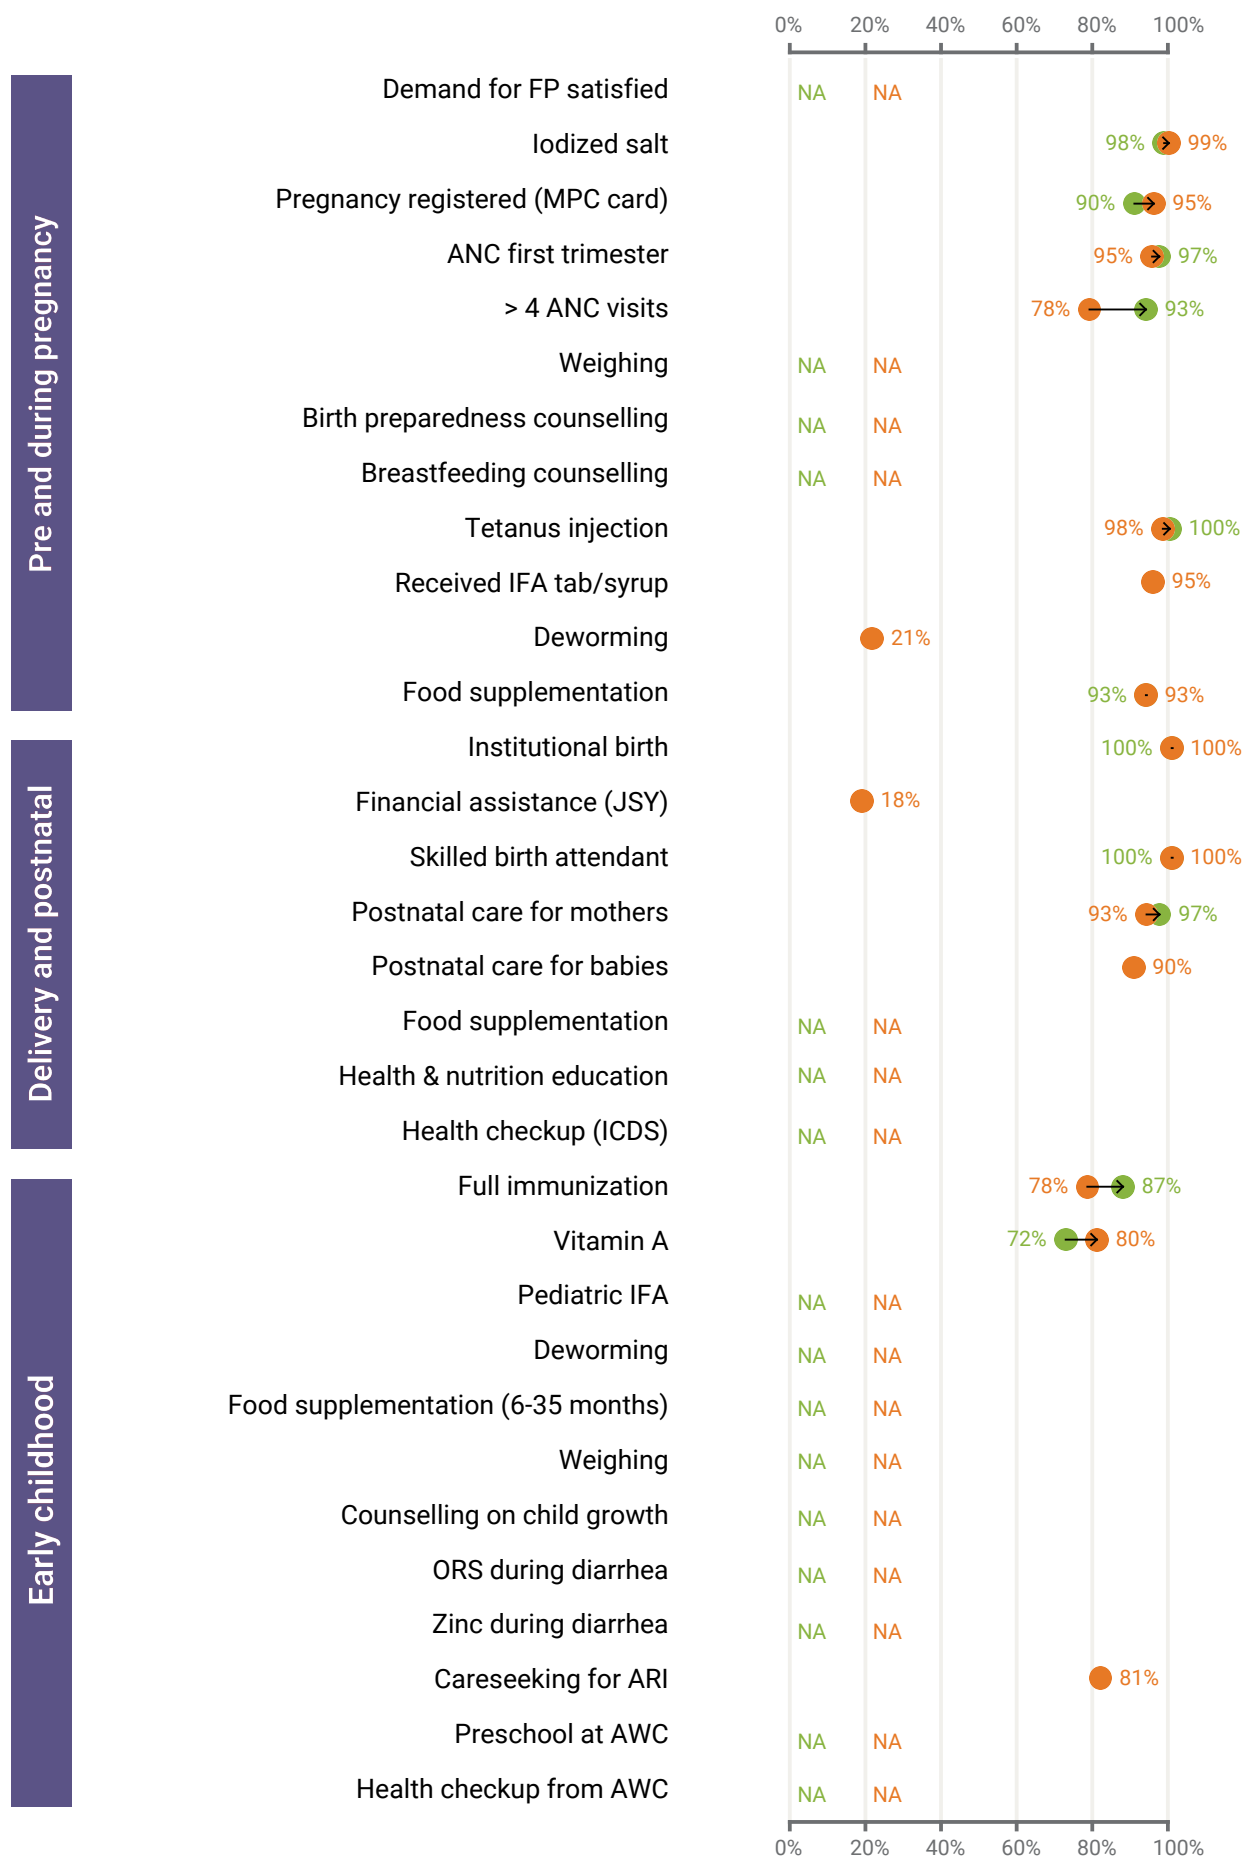 0% 20% 40% 60% 80% 100%
Pre and during pregnancy
Demand for FP satisfied NA NA
Iodized salt 98% 99%
Pregnancy registered (MPC card) 90% 95%
ANC first trimester 95% 97%
> 4 ANC visits 78% 93%
Weighing NA NA
Birth preparedness counselling NA NA
Breastfeeding counselling NA NA
Tetanus injection 98% 100%
Received IFA tab/syrup 95%
Deworming 21%
Food supplementation 93% 93%
Delivery and postnatal
Institutional birth 100% 100%
Financial assistance (JSY) 18%
Skilled birth attendant 100% 100%
Postnatal care for mothers 93% 97%
Postnatal care for babies 90%
Food supplementation NA NA
Health & nutrition education NA NA
Health checkup (ICDS) NA NA
Early childhood
Full immunization 78% 87%
Vitamin A 72% 80%
Pediatric IFA NA NA
Deworming NA NA
Food supplementation (6-35 months) NA NA
Weighing NA NA
Counselling on child growth NA NA
ORS during diarrhea NA NA
Zinc during diarrhea NA NA
Careseeking for ARI 81%
Preschool at AWC NA NA
Health checkup from AWC NA NA
0% 20% 40% 60% 80% 100%